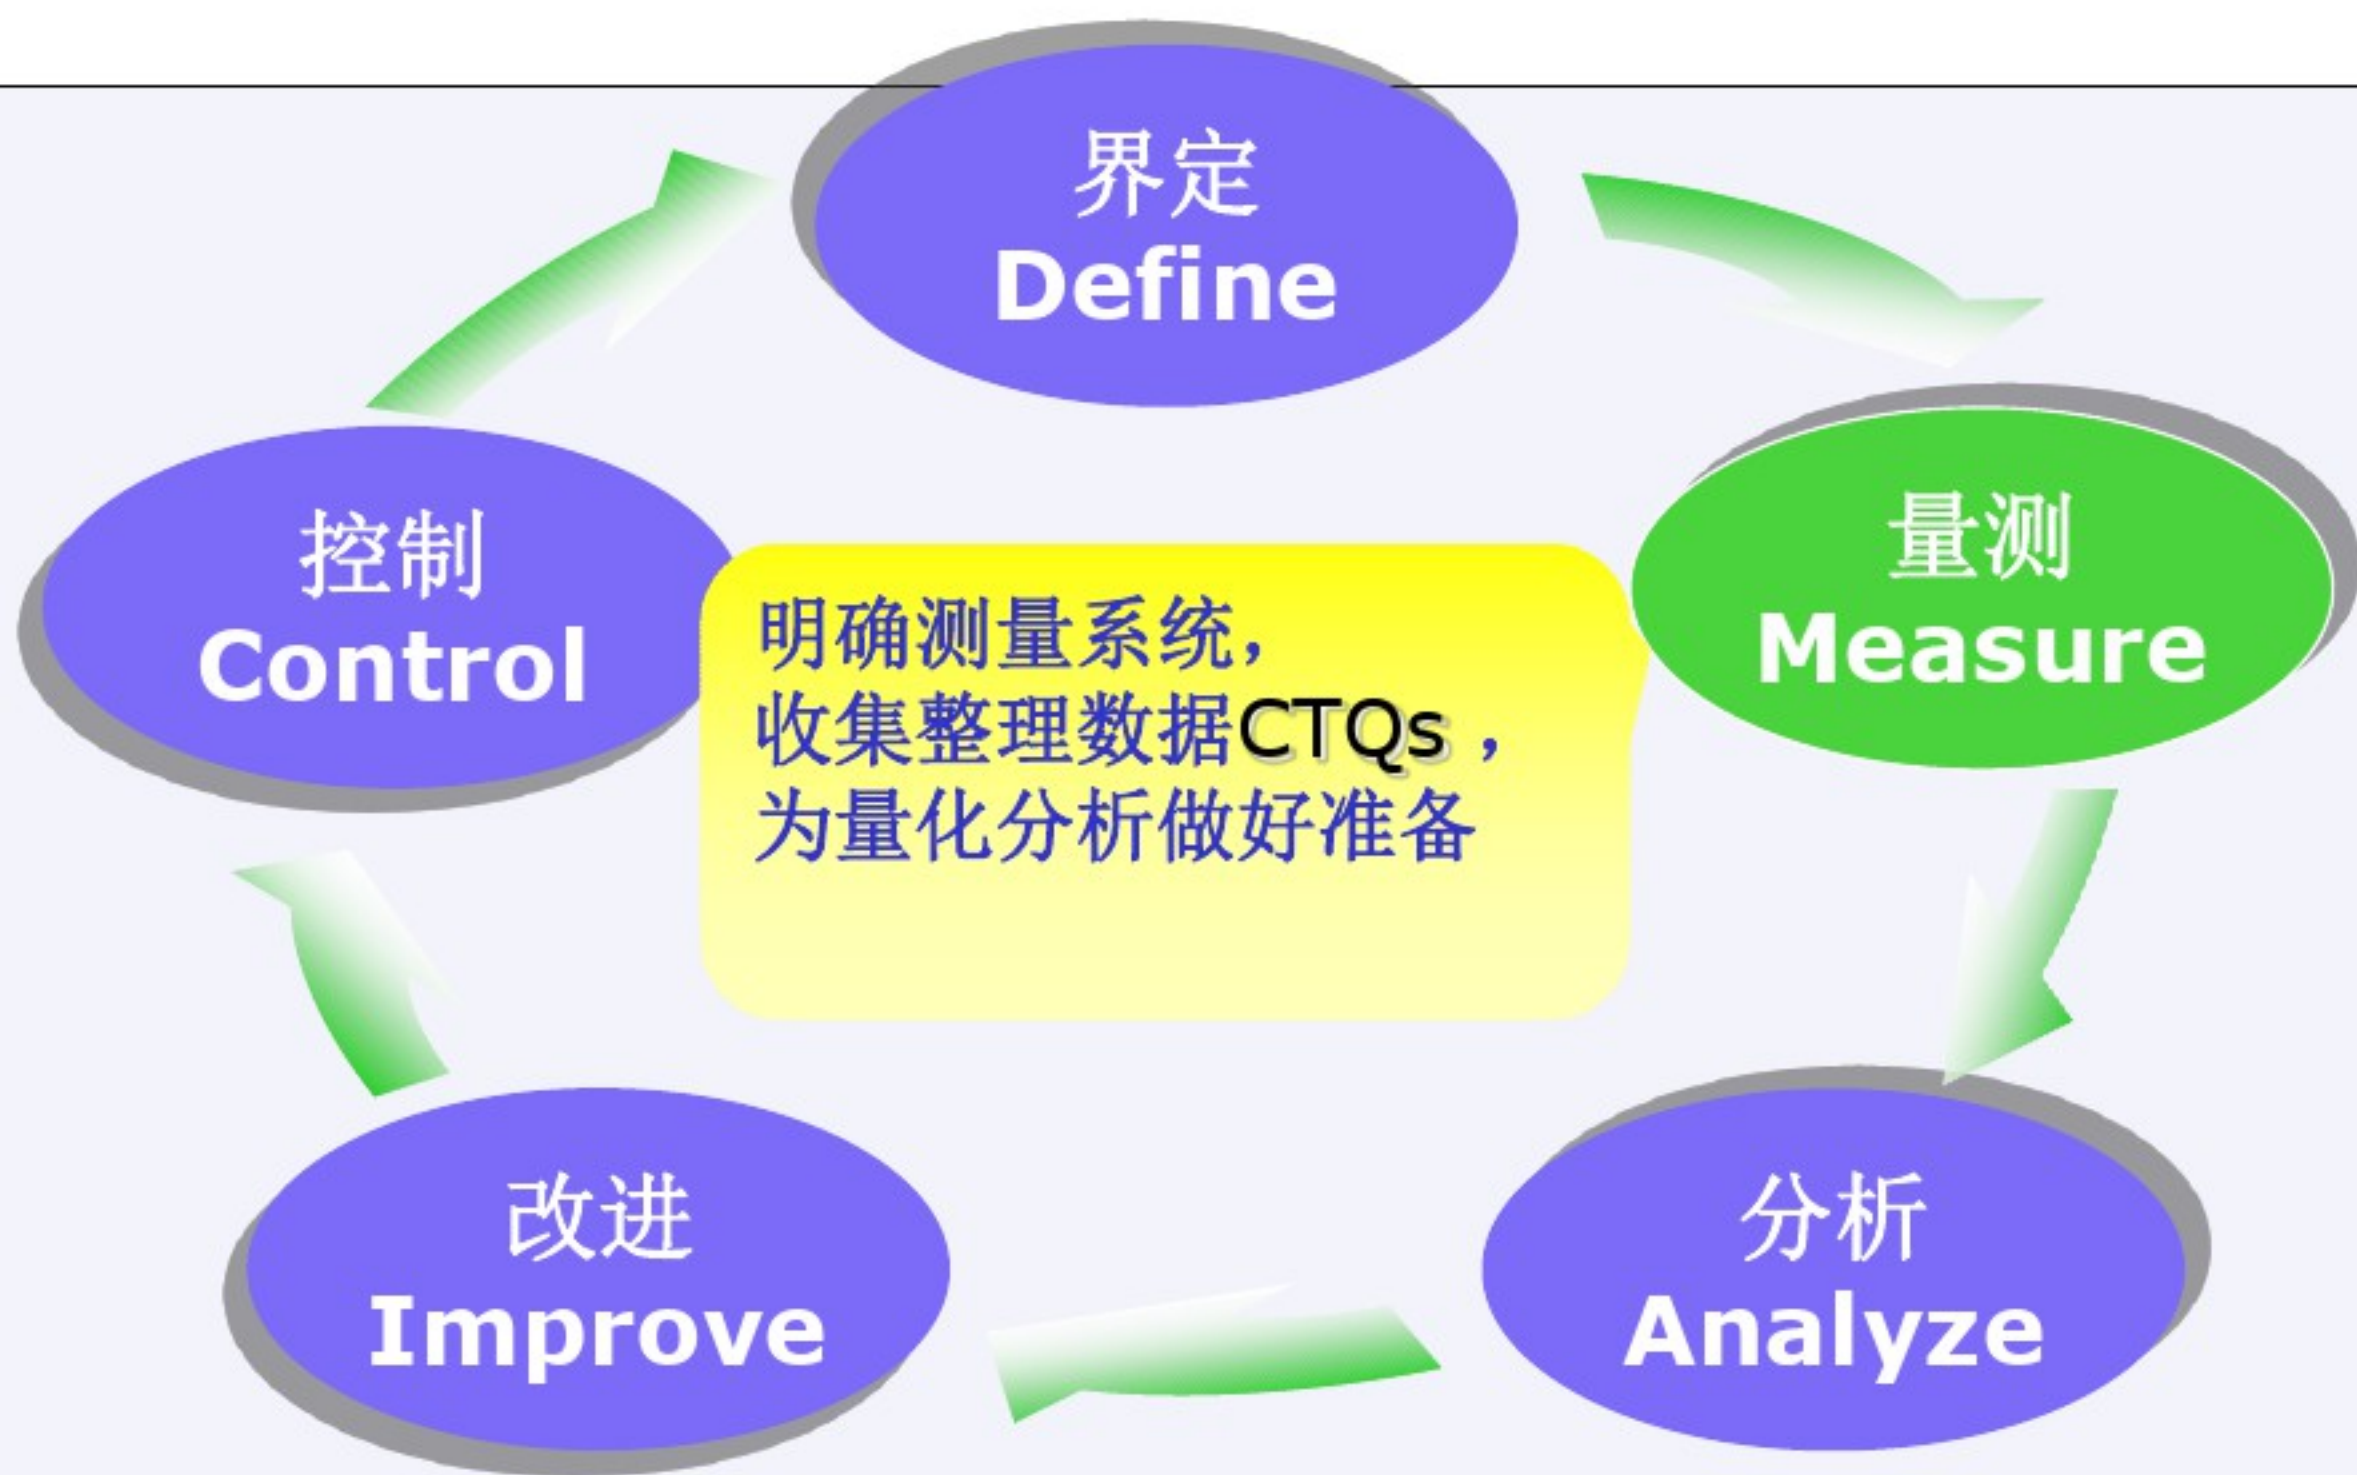 界定
Define
量测
Measure
控制
Control
明确测量系统，
收集整理数据CTQs ，
为量化分析做好准备
改进
Improve
分析
Analyze